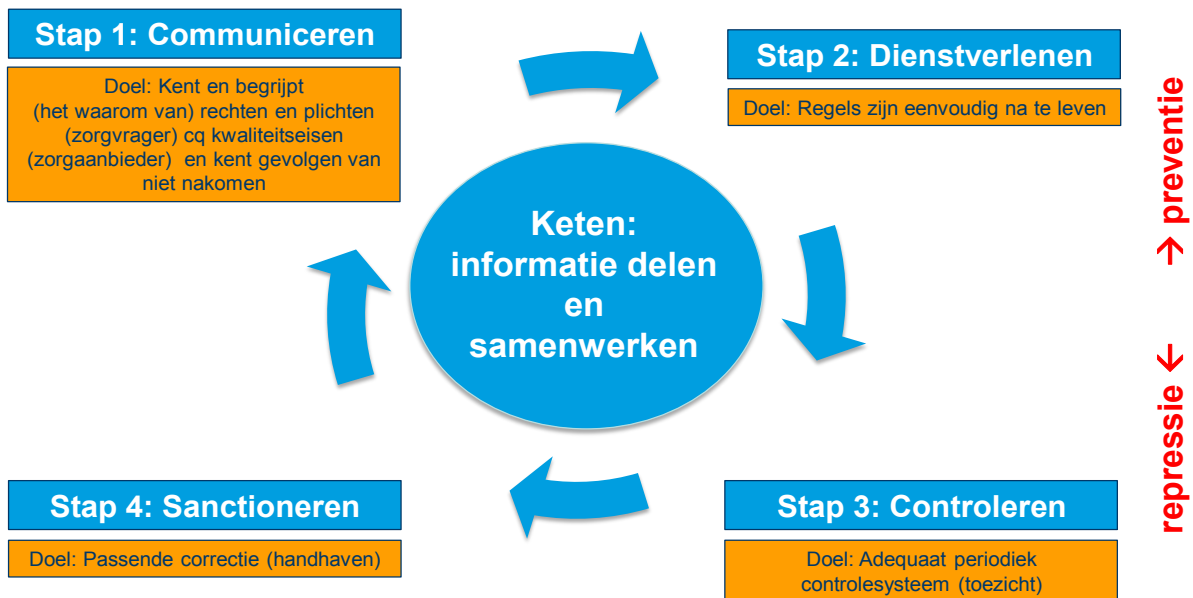 Stap 1: Communiceren
Doel: Kent en begrijpt
(het waarom van) rechten en plichten
(zorgvrager) cq kwaliteitseisen
(zorgaanbieder) en kent gevolgen van
niet nakomen
Stap 2: Dienstverlenen
Doel: Regels zijn eenvoudig na te leven
Keten:
informatie delen
en
samenwerken
→ preventie
repressie ←
Stap 4: Sanctioneren
Doel: Passende correctie (handhaven)
Stap 3: Controleren
Doel: Adequaat periodiek
controlesysteem (toezicht)